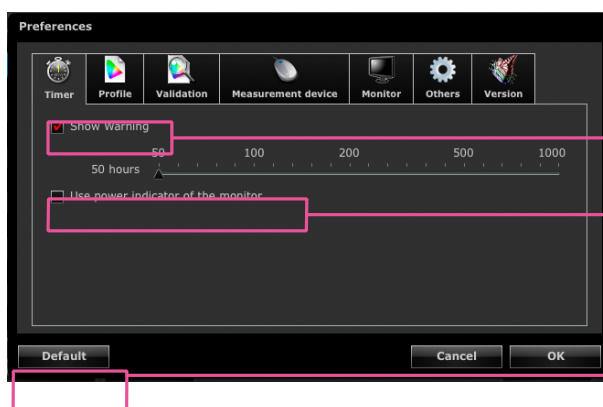 Preferences
Timer Profile Validation Measurement device Monitor Others Version
Show Warning
50 100 200 500 1000
50 hours
Use power indicator of the monitor
Default Cancel OK